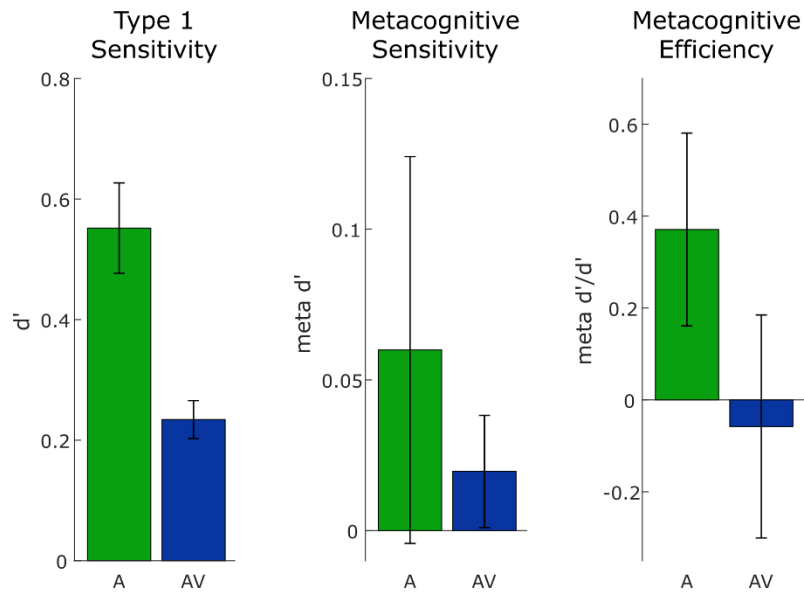 Type 1
Sensitivity
Metacognitive
Sensitivity
Metacognitive
Efficiency
d'
0.8
0.6
0.4
0.2
0
A
AV
meta d'
0.15
0.1
0.05
0
A
AV
meta d'/d'
0.6
0.4
0.2
0
-0.2
A
AV